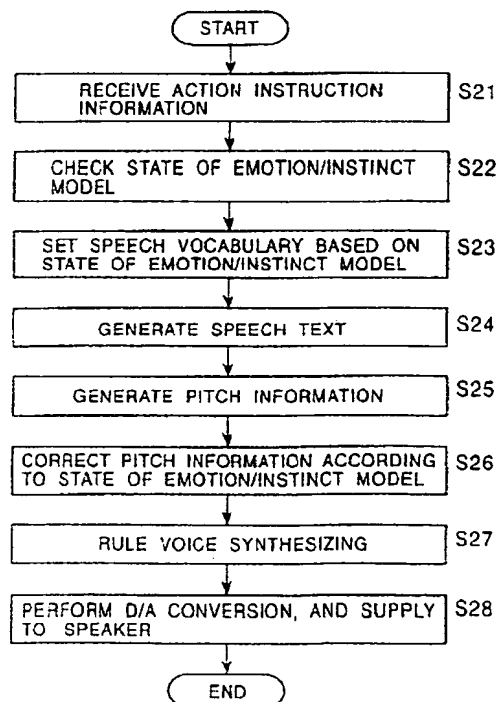 START
RECEIVE ACTION INSTRUCTION
INFORMATION
S21
CHECK STATE OF EMOTION/INSTINCT
MODEL
S22
SET SPEECH VOCABULARY BASED ON
STATE OF EMOTION/INSTINCT MODEL
S23
GENERATE SPEECH TEXT
S24
GENERATE PITCH INFORMATION
S25
CORRECT PITCH INFORMATION ACCORDING
TO STATE OF EMOTION/INSTINCT MODEL
S26
RULE VOICE SYNTHESIZING
S27
PERFORM D/A CONVERSION, AND SUPPLY
TO SPEAKER
S28
END